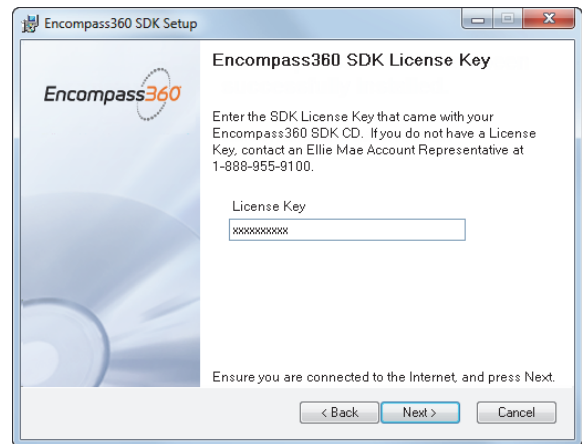 Encompass360 SDK Setup
Encompass360
Encompass360 SDK License Key
Enter the SDK License Key that came with your
Encompass360 SDK CD. If you do not have a License
Key, contact an Ellie Mae Account Representative at
1-888-955-9100.
License Key
xxxxxxxxxx
Ensure you are connected to the Internet, and press Next.
< Back
Next >
Cancel